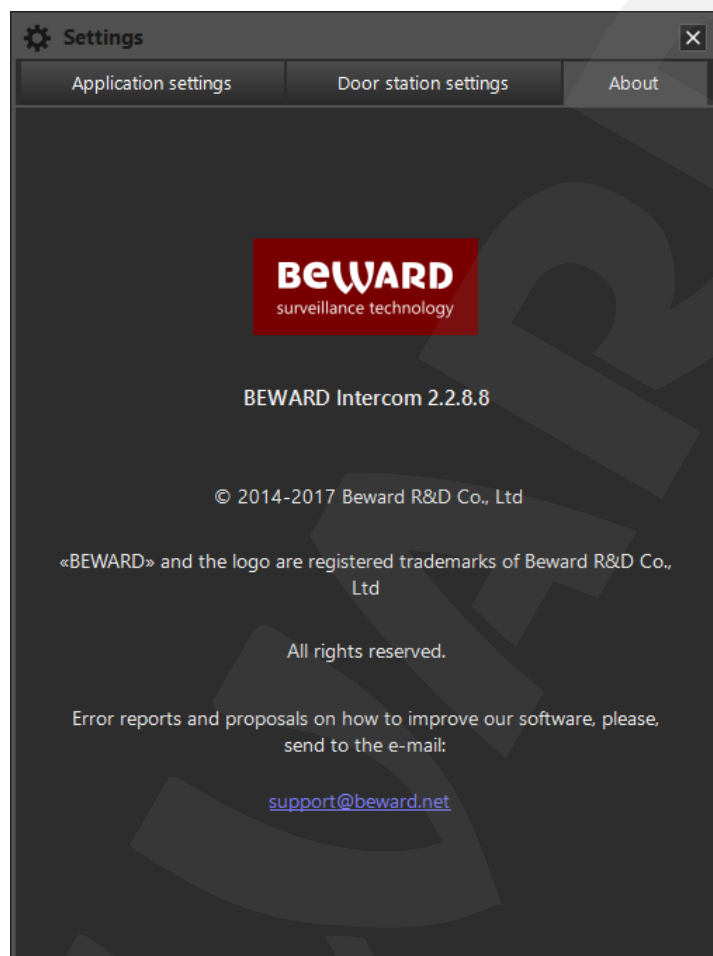 Settings
Application settings
Door station settings
About
BEWARD
surveillance technology
BEWARD Intercom 2.2.8.8
© 2014-2017 Beward R&D Co., Ltd
«BEWARD» and the logo are registered trademarks of Beward R&D Co.,
Ltd
All rights reserved.
Error reports and proposals on how to improve our software, please,
send to the e-mail:
support@beward.net